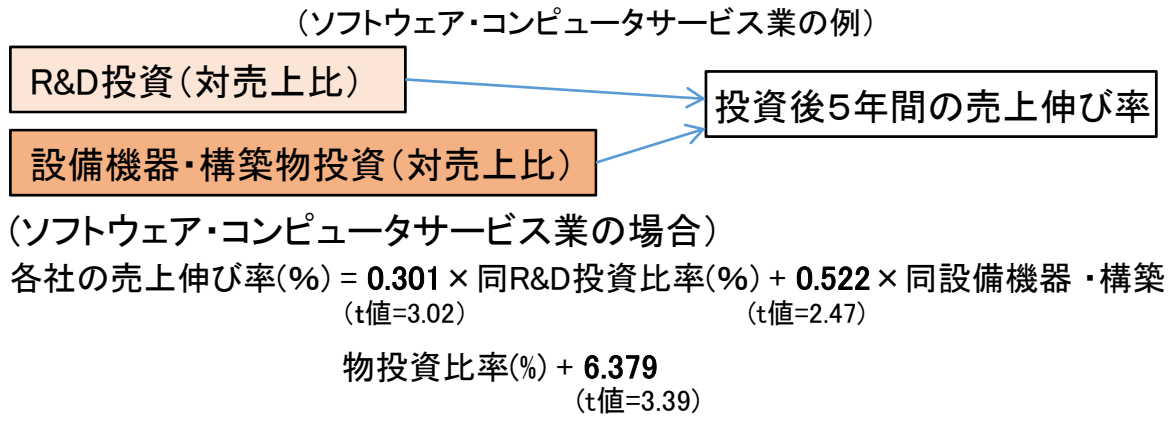 （ソフトウェア・コンピュータサービス業の例）
R&D投資（対売上比）
投資後５年間の売上伸び率
設備機器・構築物投資（対売上比）
（ソフトウェア・コンピュータサービス業の場合）
各社の売上伸び率(%) = 0.301 × 同R&D投資比率(%) + 0.522 × 同設備機器 ・構築
（t値=3.02） （t値=2.47）
物投資比率(%) + 6.379
（t値=3.39）